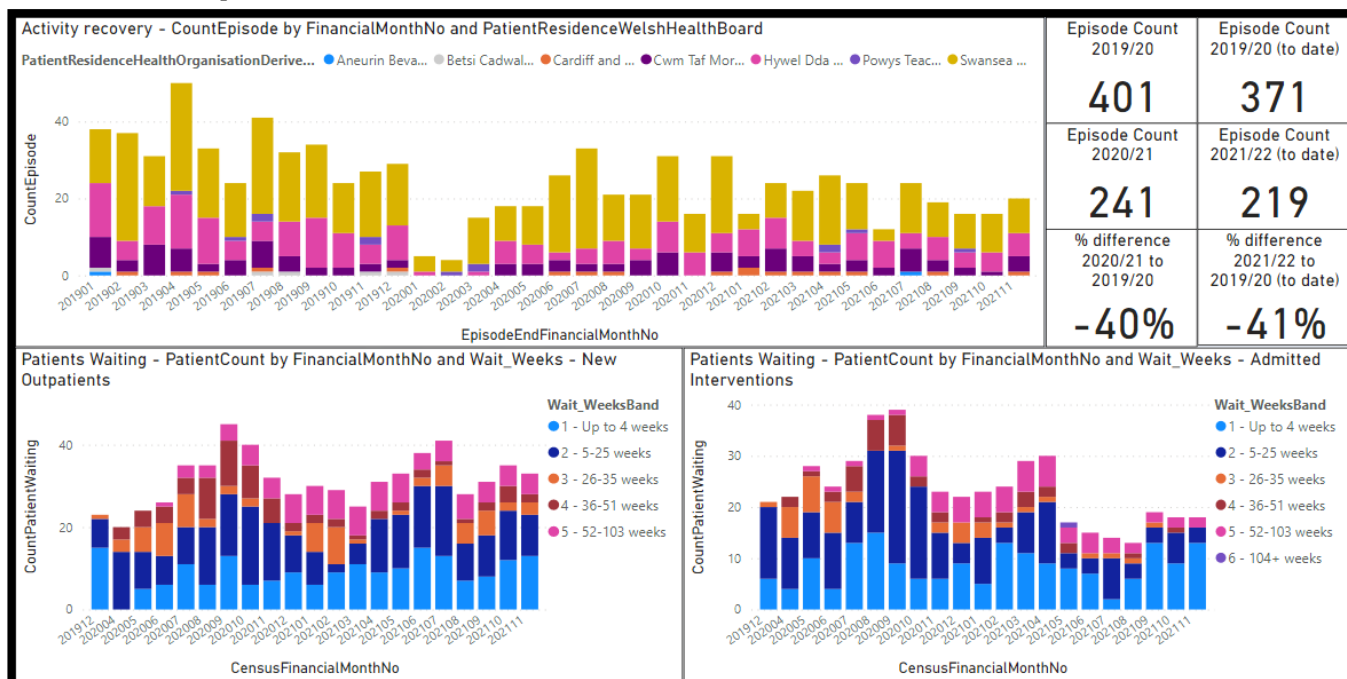 Activity recovery - CountEpisode by FinancialMonthNo and PatientResidenceWelshHealthBoard
PatientResidenceHealthOrganisationDerive... Aneurin Beva... Betsi Cadwal... Cardiff and ... Cwm Taf Mor... Hywel Dda ... Powys Teac... Swansea ...
CountEpisode
40
20
0
201901 201902 201903 201904 201905 201906 201907 201908 201909 201910 201911 201912 202001 202002 202003 202004 202005 202006 202007 202008 202009 202010 202011 202012 202101 202102 202103 202104 202105 202106 202107 202108 202109 202110 202111
EpisodeEndFinancialMonthNo
Episode Count
2019/20
401
Episode Count
2019/20 (to date)
371
Episode Count
2020/21
241
Episode Count
2021/22 (to date)
219
% difference
2020/21 to
2019/20
-40%
% difference
2021/22 to
2019/20 (to date)
-41%
Patients Waiting - PatientCount by FinancialMonthNo and Wait_Weeks - New
Outpatients
CountPatientWaiting
40
20
0
201912 202004 202005 202006 202007 202008 202009 202010 202011 202012 202101 202102 202103 202104 202105 202106 202107 202108 202109 202110 202111
CensusFinancialMonthNo
Wait_WeeksBand
1 - Up to 4 weeks
2 - 5-25 weeks
3 - 26-35 weeks
4 - 36-51 weeks
5 - 52-103 weeks
Patients Waiting - PatientCount by FinancialMonthNo and Wait_Weeks - Admitted
Interventions
CountPatientWaiting
40
30
20
10
0
201912 202004 202005 202006 202007 202008 202009 202010 202011 202012 202101 202102 202103 202104 202105 202106 202107 202108 202109 202110 202111
CensusFinancialMonthNo
Wait_WeeksBand
1 - Up to 4 weeks
2 - 5-25 weeks
3 - 26-35 weeks
4 - 36-51 weeks
5 - 52-103 weeks
6 - 104+ weeks